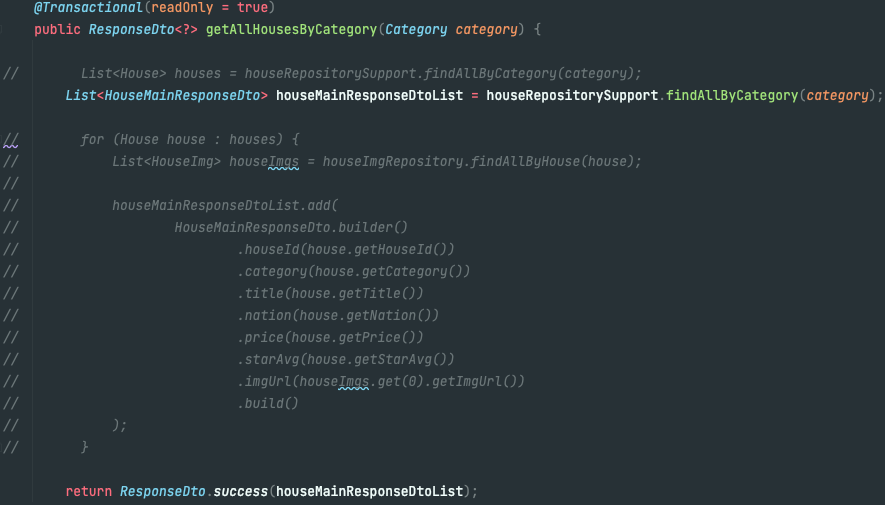 @Transactional(readOnly = true)
public ResponseDto<?> getAllHousesByCategory(Category category) {
//        List<House> houses = houseRepositorySupport.findAllByCategory(category);
    List<HouseMainResponseDto> houseMainResponseDtoList = houseRepositorySupport.findAllByCategory(category);
//        for (House house : houses) {
//            List<HouseImg> houseImgs = houseImgRepository.findAllByHouse(house);
//
//            houseMainResponseDtoList.add(
//                    HouseMainResponseDto.builder()
//                            .houseId(house.getHouseId())
//                            .category(house.getCategory())
//                            .title(house.getTitle())
//                            .nation(house.getNation())
//                            .price(house.getPrice())
//                            .starAvg(house.getStarAvg())
//                            .imgUrl(houseImgs.get(0).getImgUrl())
//                            .build()
//            );
//        }
    return ResponseDto.success(houseMainResponseDtoList);